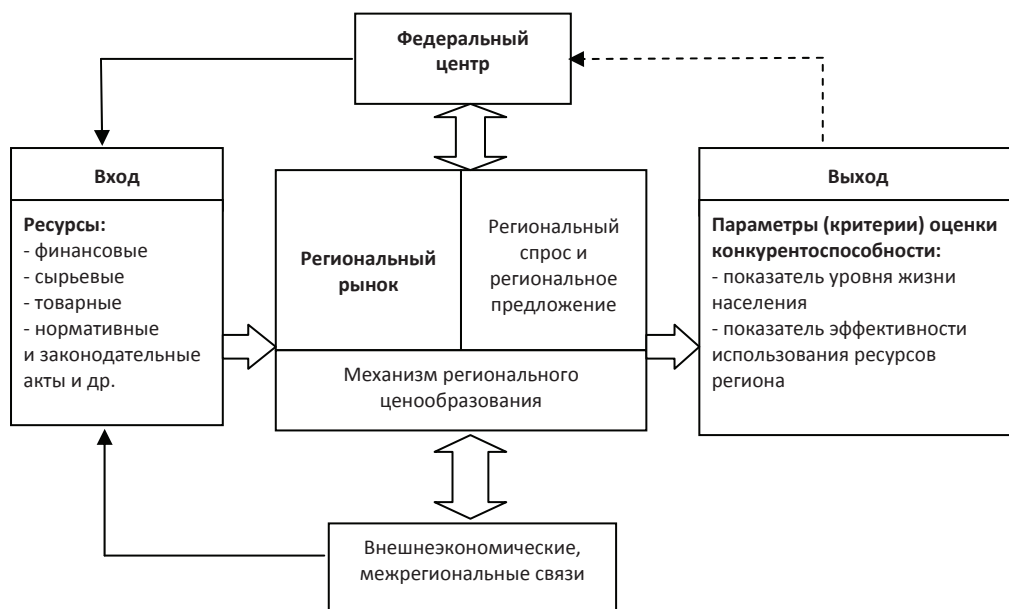 Федеральный
центр
Вход
Ресурсы:
- финансовые
- сырьевые
- товарные
- нормативные
и законодательные
акты и др.
Региональный
рынок
Региональный
спрос и
региональное
предложение
Механизм регионального
ценообразования
Выход
Параметры (критерии) оценки
конкурентоспособности:
- показатель уровня жизни
населения
- показатель эффективности
использования ресурсов
региона
Внешнеэкономические,
межрегиональные связи